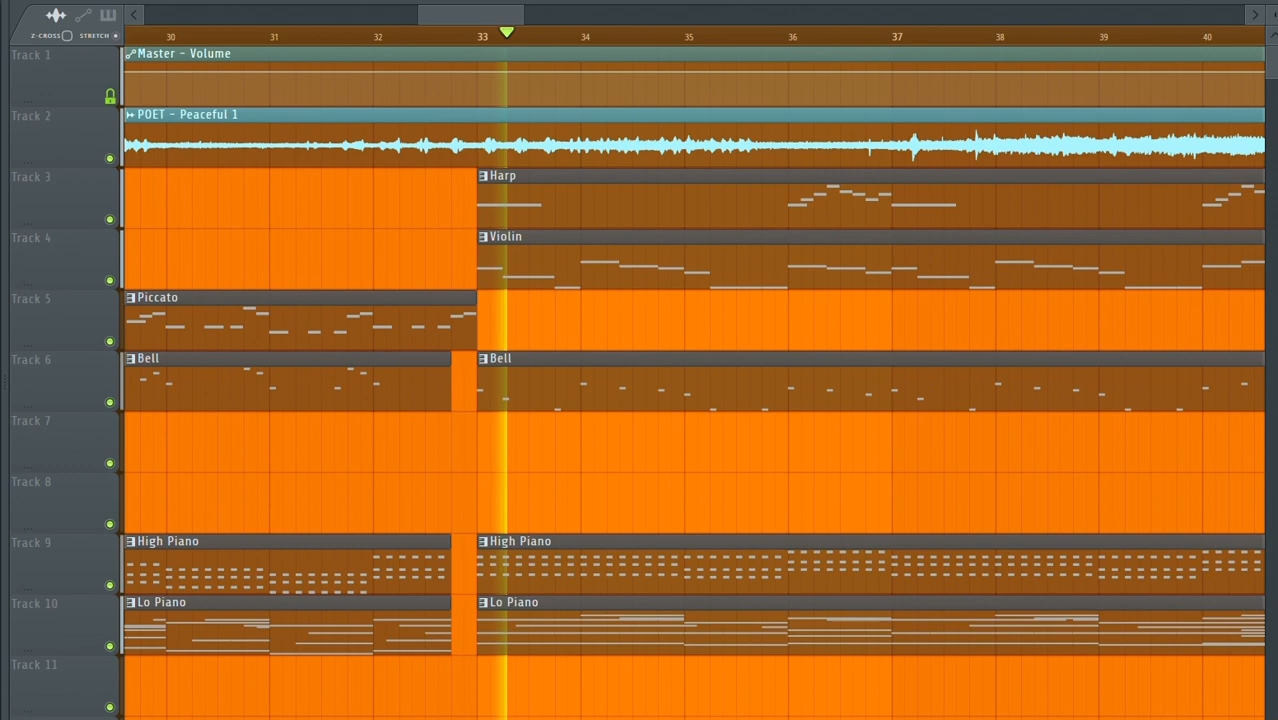 Z-CROSS STRETCH
30 31 32 33 34 35 36 37 38 39 40
Track 1
Master - Volume
Track 2
POET - Peaceful 1
Track 3
Harp
Track 4
Violin
Track 5
Piccato
Track 6
Bell Bell
Track 7
Track 8
Track 9
High Piano High Piano
Track 10
Lo Piano Lo Piano
Track 11